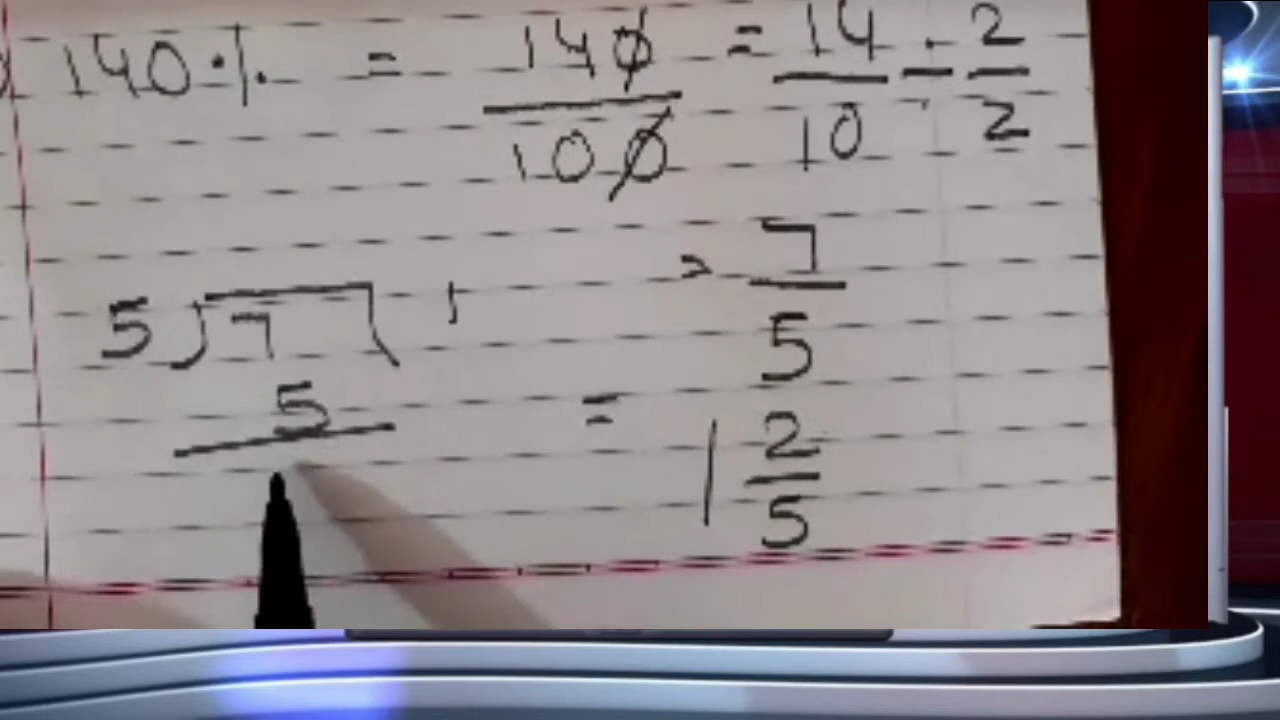 140% = 140/100 = 14/10 ÷ 2/2
= 7/5
5 ) 7 ( 1
5
= 1 2/5